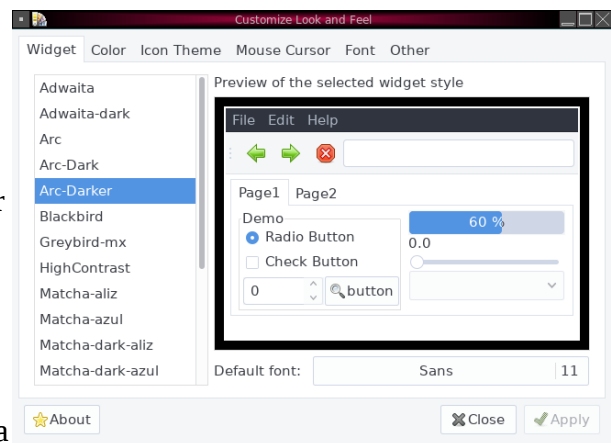 Customize Look and Feel
Widget Color Icon Theme Mouse Cursor Font Other
Adwaita
Adwaita-dark
Arc
Arc-Dark
Arc-Darker
Blackbird
Greybird-mx
HighContrast
Matcha-aliz
Matcha-azul
Matcha-dark-aliz
Matcha-dark-azul
Preview of the selected widget style
File Edit Help
Page1 Page2
Demo
Radio Button
Check Button
0 button
60 %
0.0
Default font: Sans 11
About Close Apply
r
a